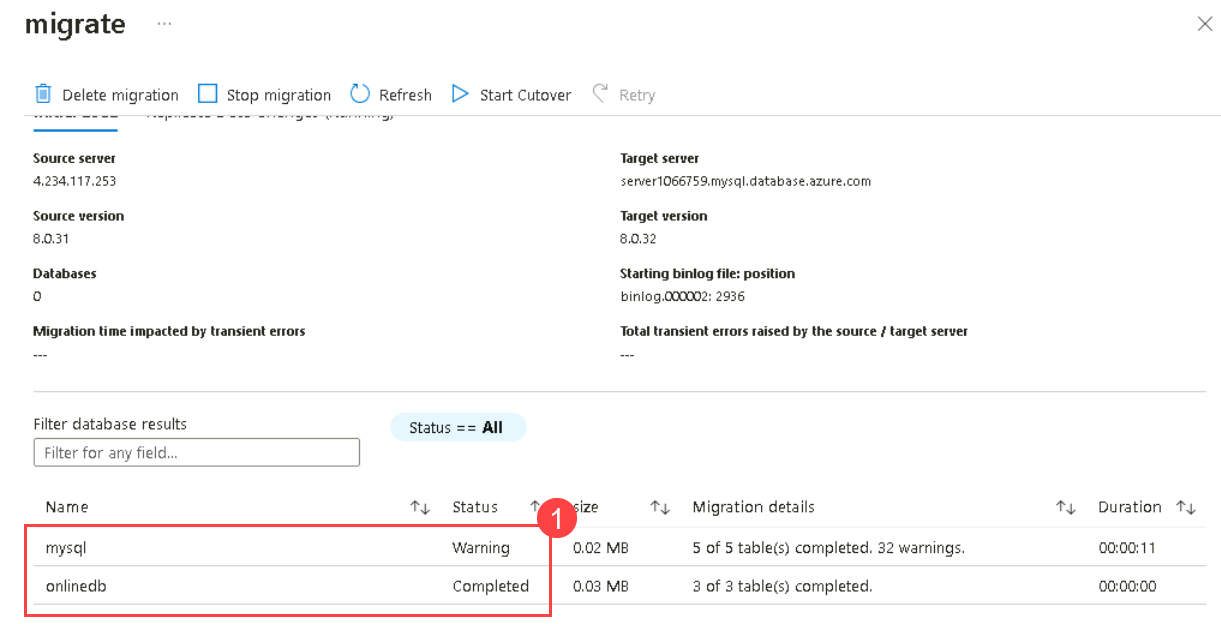 migrate ...
Delete migration Stop migration Refresh Start Cutover Retry
Source server Target server
4.234.117.253 server1066759.mysql.database.azure.com
Source version Target version
8.0.31 8.0.32
Databases Starting binlog file: position
0 binlog.000002: 2936
Migration time impacted by transient errors Total transient errors raised by the source / target server
--- ---
Filter database results
Status == All
Filter for any field...
Name Status size Migration details Duration
1
mysql Warning 0.02 MB 5 of 5 table(s) completed. 32 warnings. 00:00:11
onlinedb Completed 0.03 MB 3 of 3 table(s) completed. 00:00:00